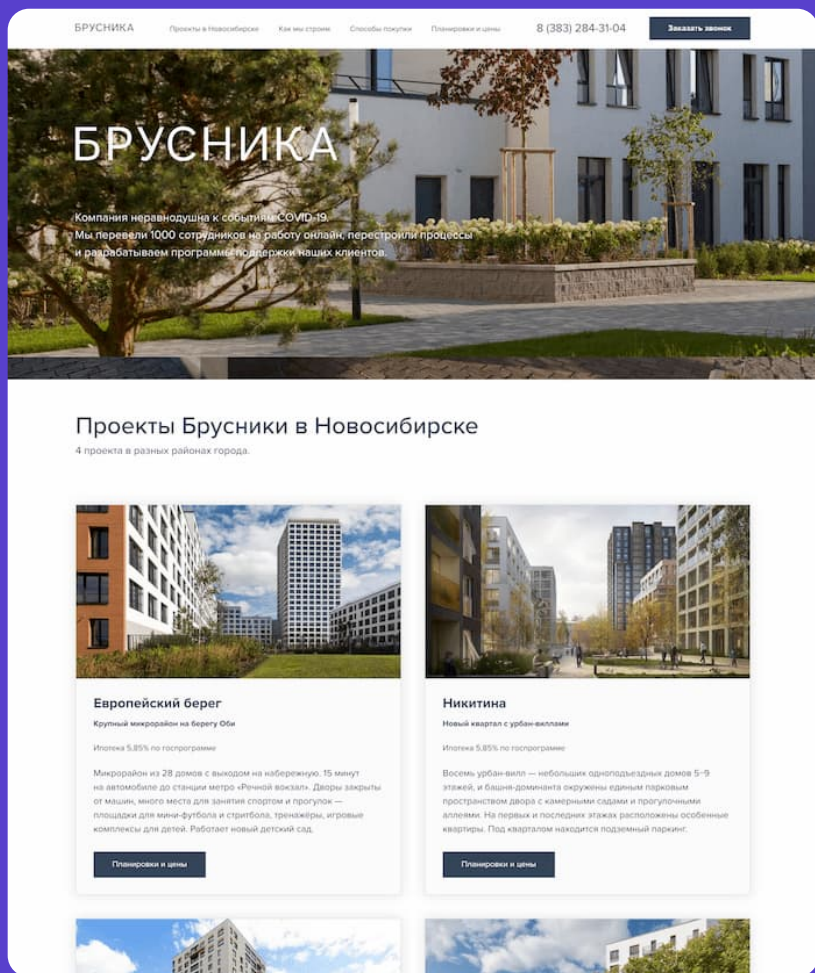 БРУСНИКА
Проекты в Новосибирске
Как мы строим
Способы покупки
Планировки и цены
8 (383) 284-31-04
Заказать звонок
БРУСНИКА
Компания неравнодушна к событиям COVID-19.
Мы перевели 1000 сотрудников на работу онлайн, перестроили процессы
и разрабатываем программы поддержки наших клиентов.
Проекты Брусники в Новосибирске
4 проекта в разных районах города.
Европейский берег
Крупный микрорайон на берегу Оби
Ипотека 5,85% по госпрограмме
Микрорайон из 28 домов с выходом на набережную. 15 минут
на автомобиле до станции метро «Речной вокзал». Дворы закрыты
от машин, много места для занятия спортом и прогулок —
площадки для мини-футбола и стритбола, тренажёры, игровые
комплексы для детей. Работает новый детский сад.
Планировки и цены
Никитина
Новый квартал с урбан-виллами
Ипотека 5,85% по госпрограмме
Восемь урбан-вилл — небольших одноподъездных домов 5–9
этажей, и башня-доминанта окружены единым парковым
пространством двора с камерными садами и прогулочными
аллеями. На первых и последних этажах расположены особенные
квартиры. Под кварталом находится подземный паркинг.
Планировки и цены